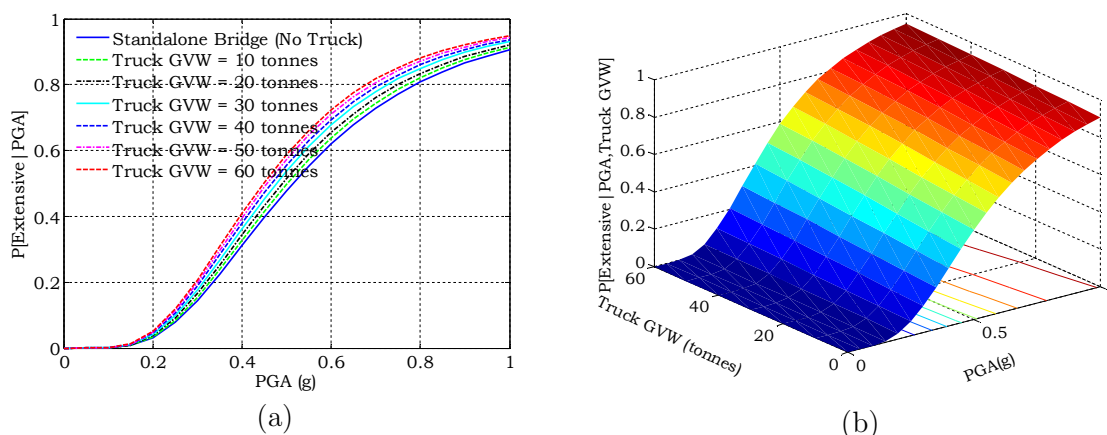 1
0.8
0.6
0.4
0.2
0
P[Extensive|PGA]
Standalone Bridge (No Truck)
Truck GVW = 10 tonnes
Truck GVW = 20 tonnes
Truck GVW = 30 tonnes
Truck GVW = 40 tonnes
Truck GVW = 50 tonnes
Truck GVW = 60 tonnes
0 0.2 0.4 0.6 0.8 1
PGA (g)
(a)
P[Extensive|PGA,Truck GVW]
1
0.8
0.6
0.4
0.2
0
60
40
20
0
Truck GVW (tonnes)
0
0.5
1
PGA(g)
(b)